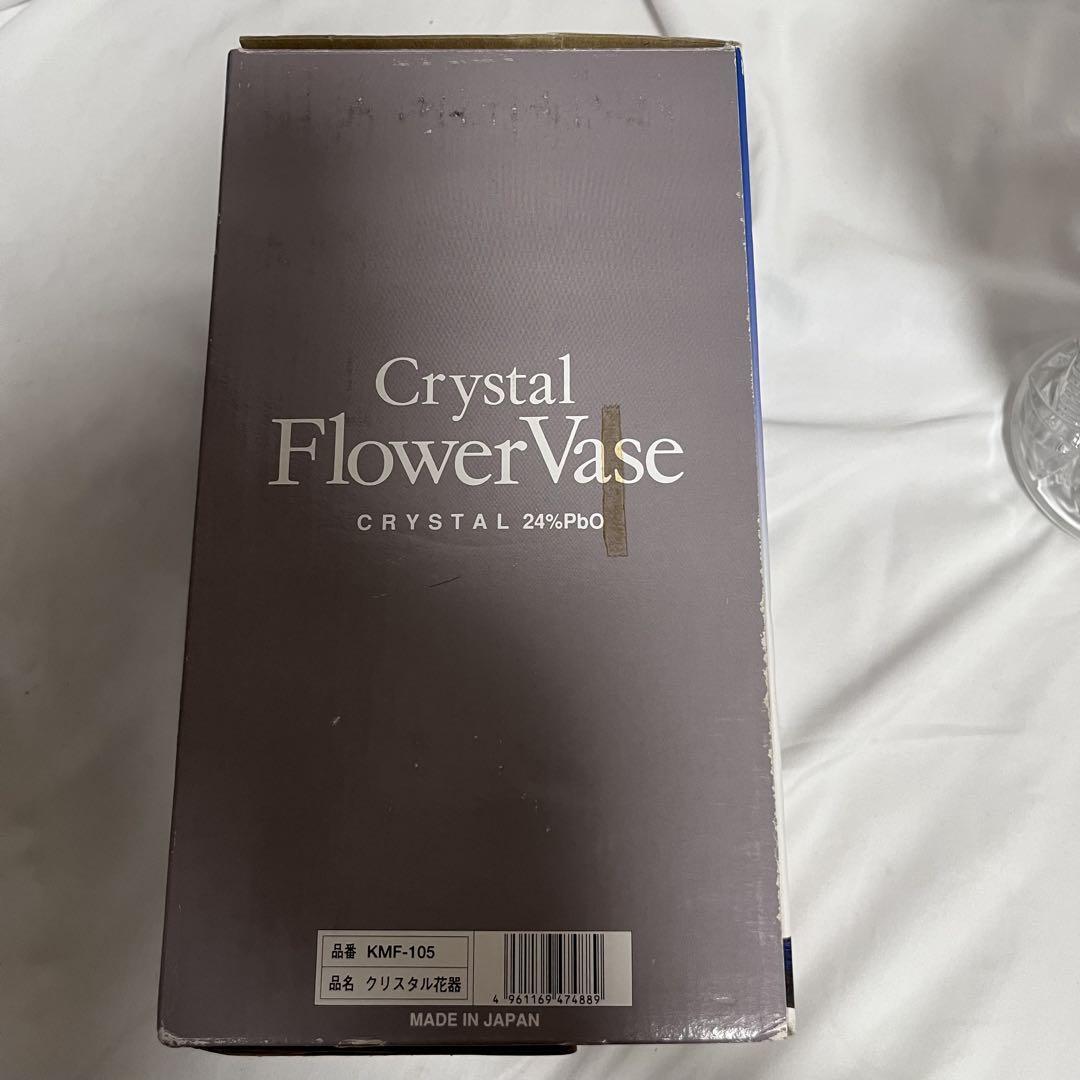 Crystal
FlowerVase
CRYSTAL 24%PbO
品番 KMF-105
品名 クリスタル花器
4 961169 474889
MADE IN JAPAN